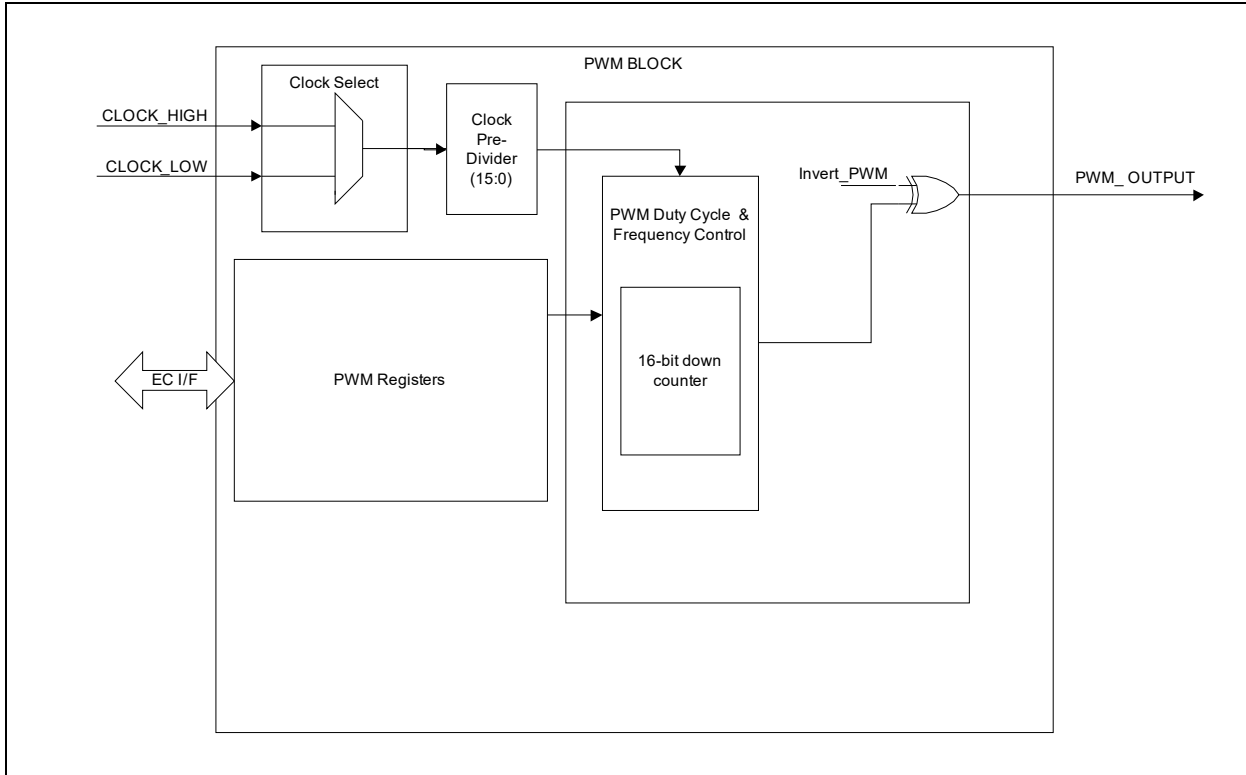 PWM BLOCK
Clock Select
CLOCK_HIGH
CLOCK_LOW
Clock
Pre-
Divider
(15:0)
Invert_PWM
PWM_ OUTPUT
PWM Duty Cycle &
Frequency Control
16-bit down
counter
EC I/F
PWM Registers